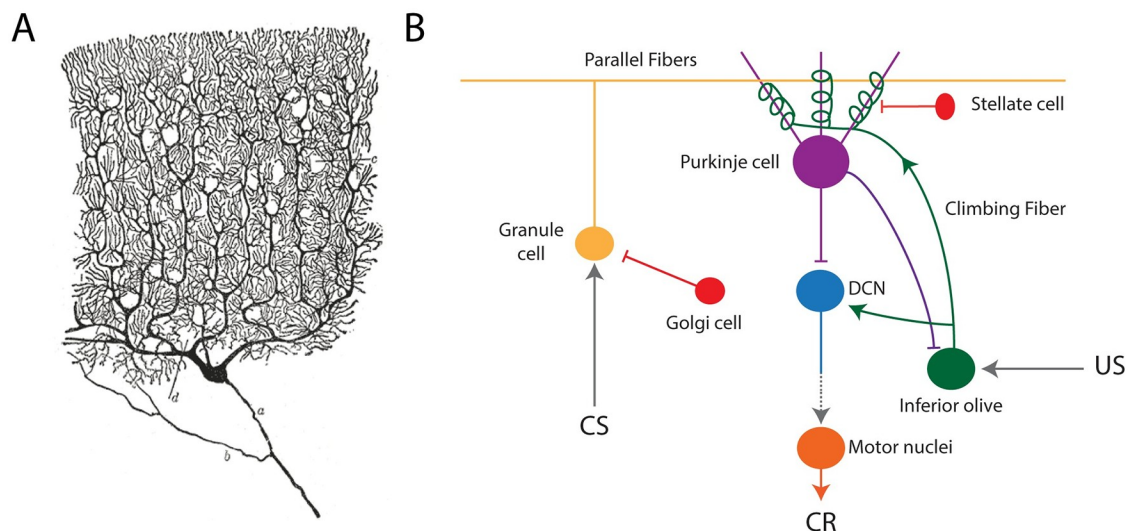 A
c
d
a
b
B
Parallel Fibers
Stellate cell
Purkinje cell
Climbing Fiber
Granule
cell
DCN
Golgi cell
US
Inferior olive
CS
Motor nuclei
CR